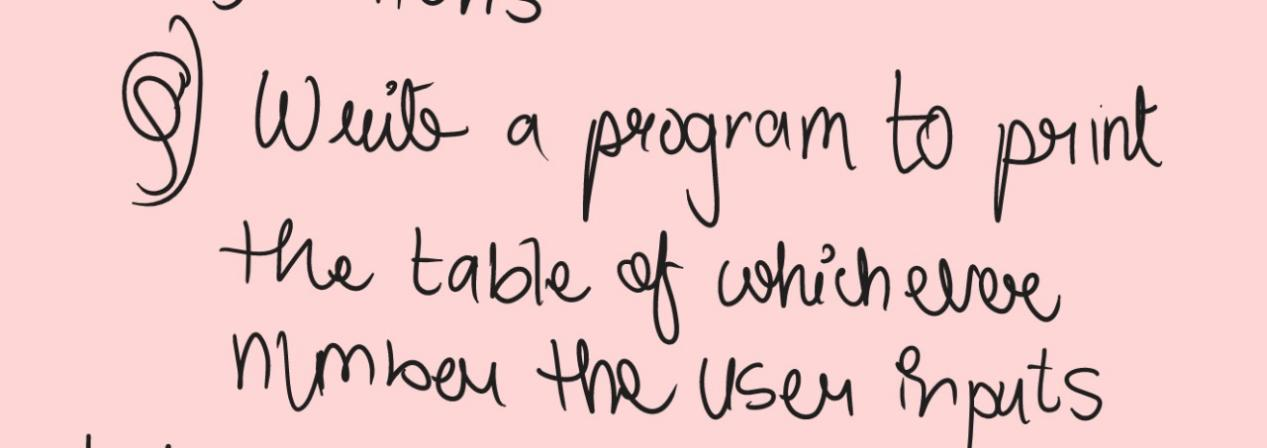 Q) Write a program to print
the table of whichever
number the user inputs